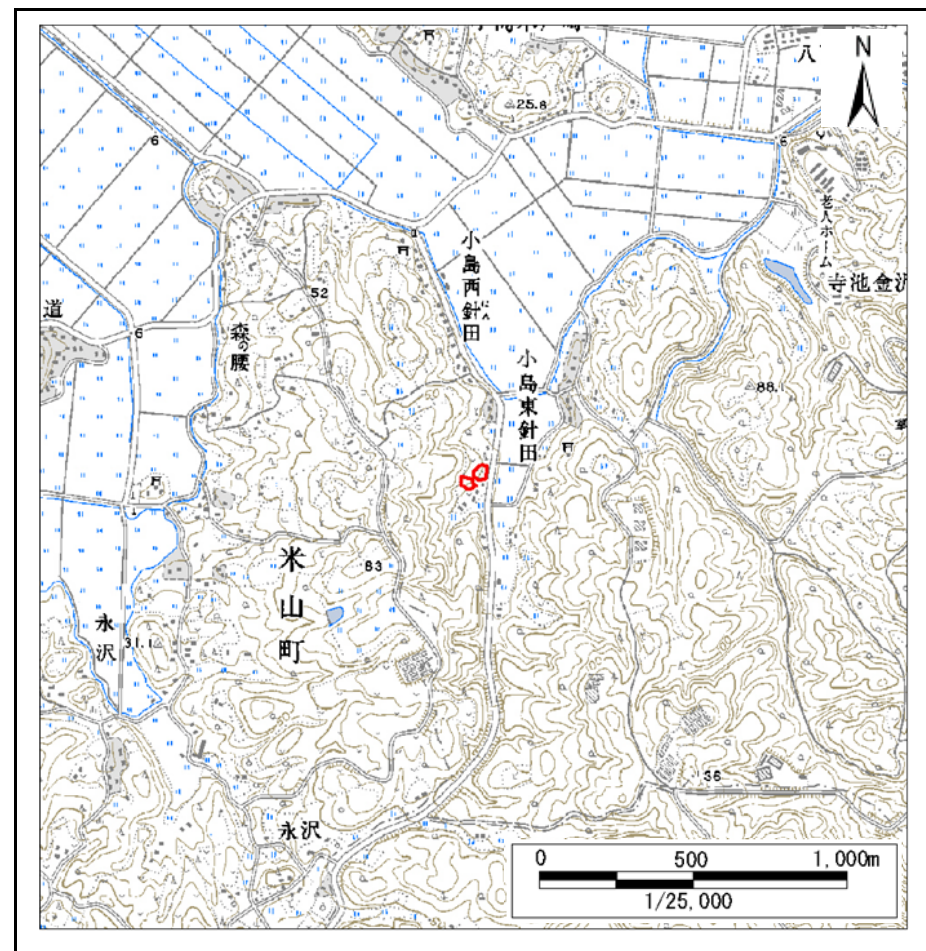 N
八
25.8
6
6
老人ホーム
寺池金沢
小島西針田
52
道
6
森の腰
小島東針田
88.1
米山町
83
永沢
31.1
36
永沢
0 500 1,000m
1/25,000